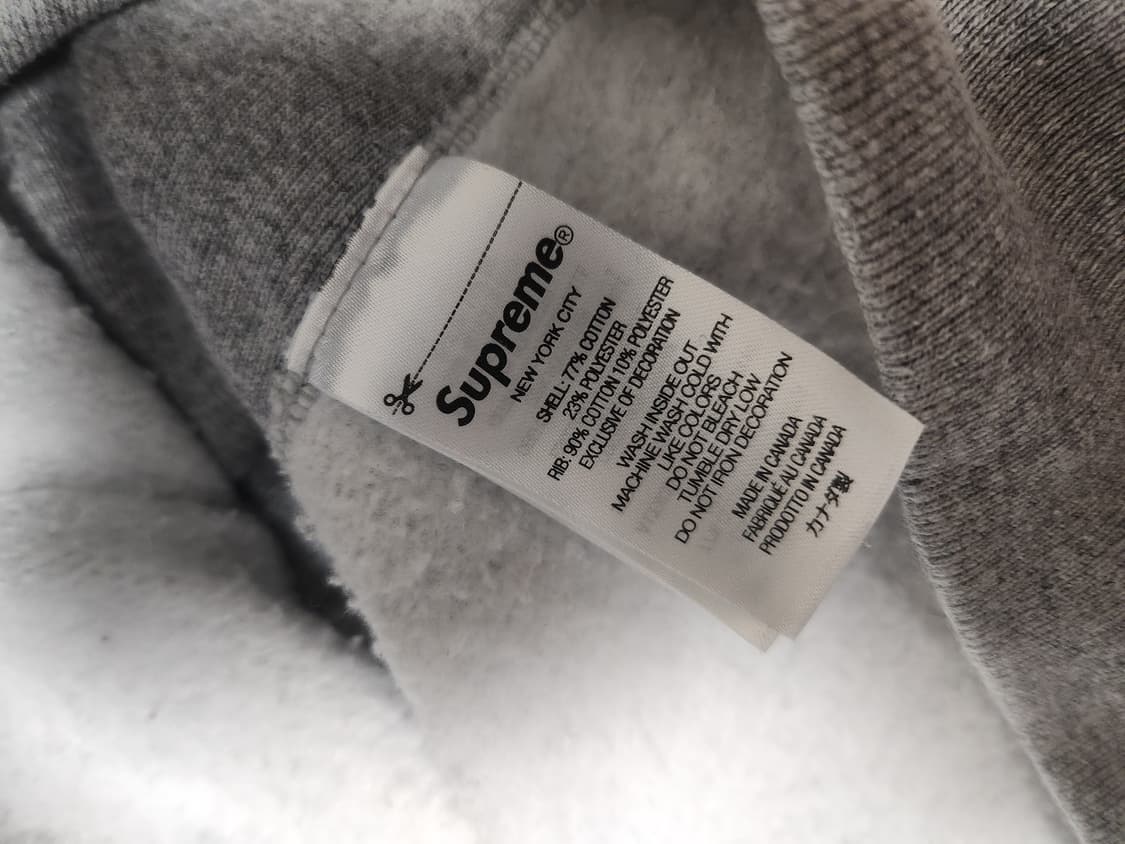 Supreme®
NEW YORK CITY
SHELL: 77% COTTON
23% POLYESTER
RIB: 90% COTTON 10% POLYESTER
EXCLUSIVE OF DECORATION
WASH INSIDE OUT
MACHINE WASH COLD WITH
LIKE COLORS
DO NOT BLEACH
TUMBLE DRY LOW
DO NOT IRON DECORATION
MADE IN CANADA
FABRIQUÉ AU CANADA
PRODOTTO IN CANADA
カナダ製